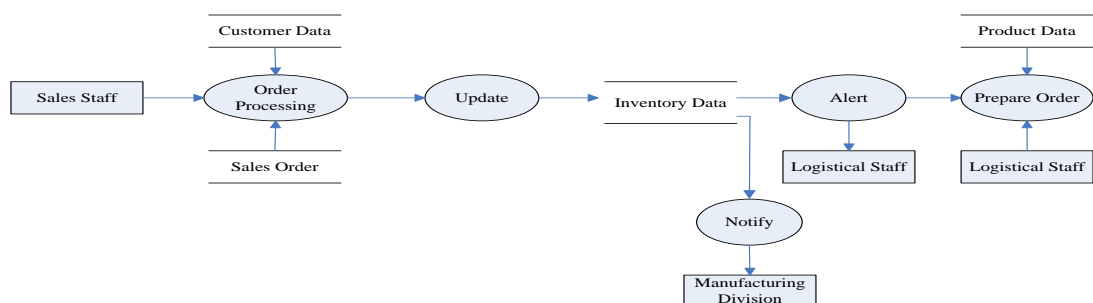 Customer Data
Product Data
Sales Staff
Order
Processing
Update
Inventory Data
Alert
Prepare Order
Sales Order
Logistical Staff
Logistical Staff
Notify
Manufacturing
Division